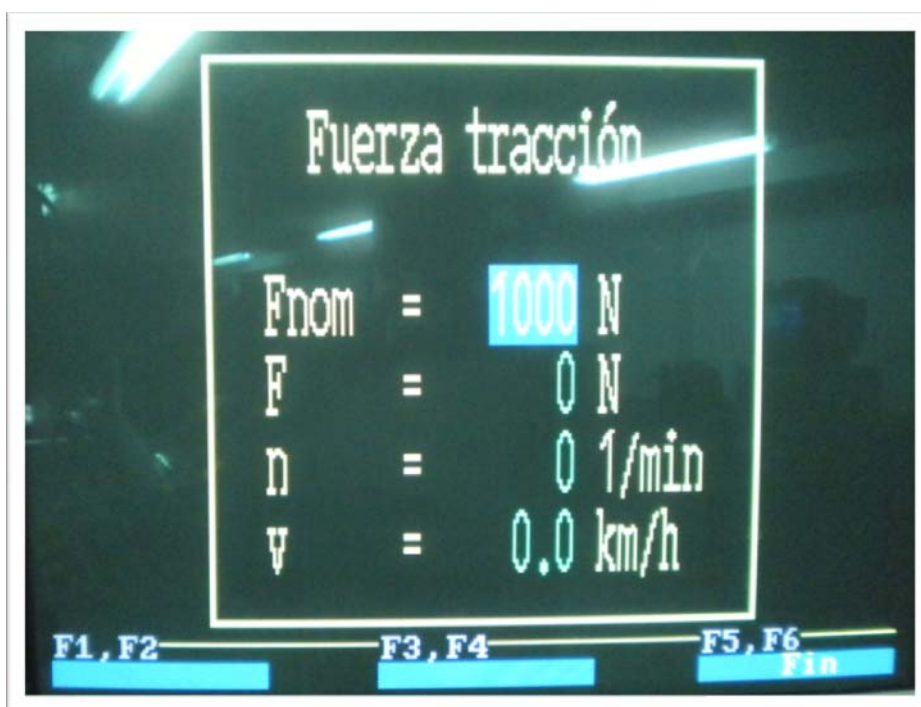 Fuerza tracción
Fnom = 1000 N
F = 0 N
n = 0 1/min
v = 0.0 km/h
F1,F2 F3,F4 F5,F6
Fin